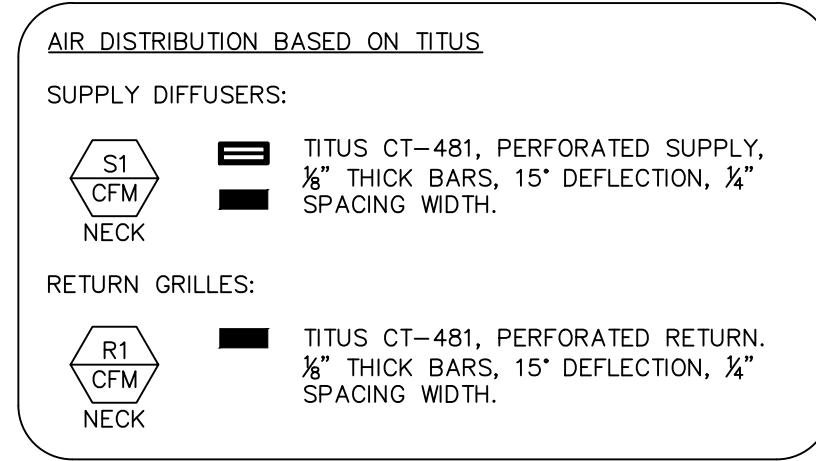 AIR DISTRIBUTION BASED ON TITUS
SUPPLY DIFFUSERS:
S1
CFM
NECK
TITUS CT-481, PERFORATED SUPPLY,
⅛" THICK BARS, 15° DEFLECTION, ¼"
SPACING WIDTH.
RETURN GRILLES:
R1
CFM
NECK
TITUS CT-481, PERFORATED RETURN.
⅛" THICK BARS, 15° DEFLECTION, ¼"
SPACING WIDTH.